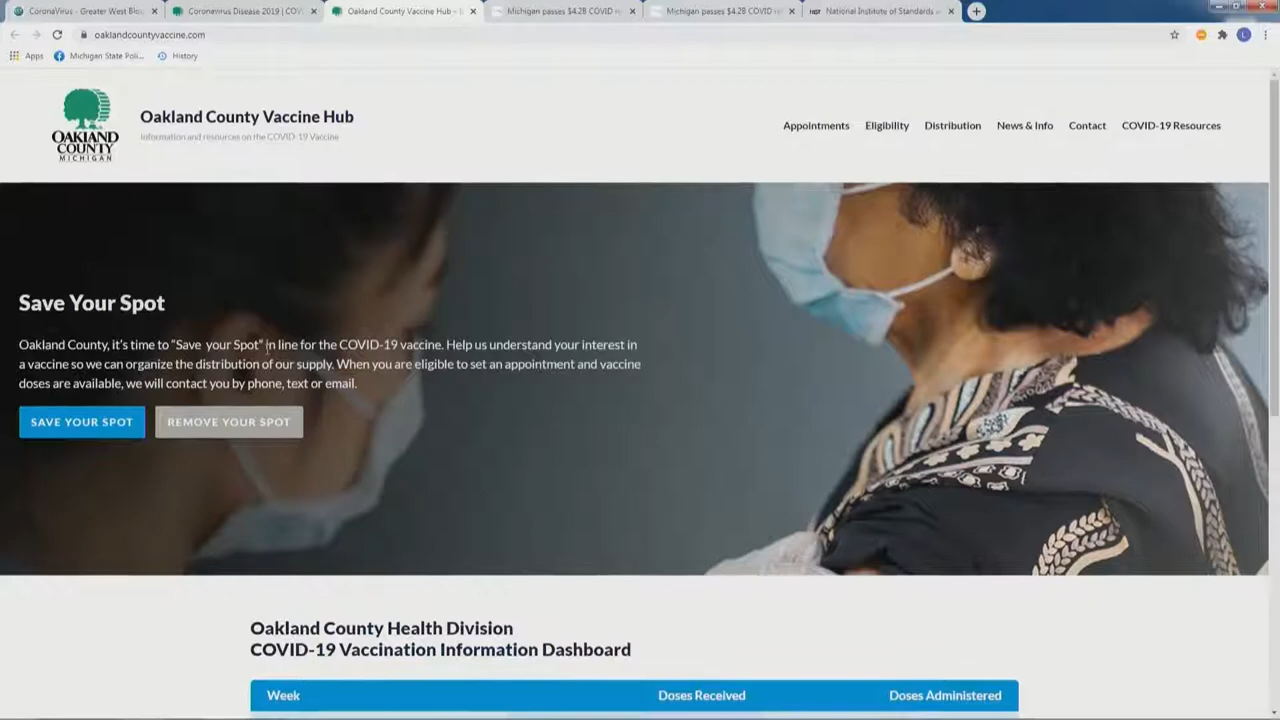 CoronaVirus - Greater West Bloo
Coronavirus Disease 2019 | COVI
Oakland County Vaccine Hub –
Michigan passes $4.2B COVID re
Michigan passes $4.2B COVID re
National Institute of Standards
oaklandcountyvaccine.com
L
Apps
Michigan State Poli...
History
OAKLAND
COUNTY
MICHIGAN
Oakland County Vaccine Hub
Information and resources on the COVID-19 Vaccine
Appointments
Eligibility
Distribution
News & Info
Contact
COVID-19 Resources
Save Your Spot
Oakland County, it's time to "Save your Spot" in line for the COVID-19 vaccine. Help us understand your interest in
a vaccine so we can organize the distribution of our supply. When you are eligible to set an appointment and vaccine
doses are available, we will contact you by phone, text or email.
SAVE YOUR SPOT
REMOVE YOUR SPOT
Oakland County Health Division
COVID-19 Vaccination Information Dashboard
Week
Doses Received
Doses Administered